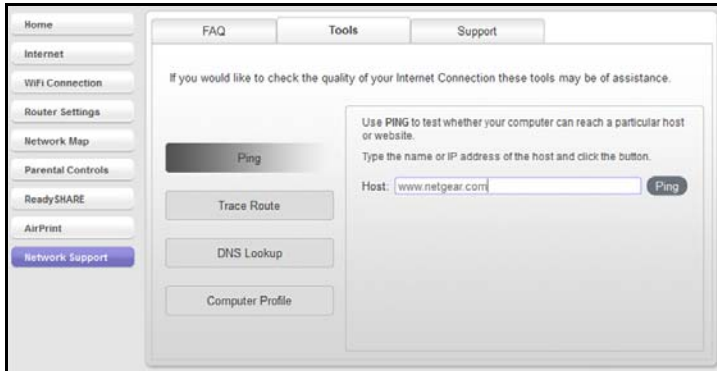 Home
Internet
WiFi Connection
Router Settings
Network Map
Parental Controls
ReadySHARE
AirPrint
Network Support
FAQ
Tools
Support
If you would like to check the quality of your Internet Connection these tools may be of assistance.
Ping
Trace Route
DNS Lookup
Computer Profile
Use PING to test whether your computer can reach a particular host
or website.
Type the name or IP address of the host and click the button.
Host: www.netgear.com Ping